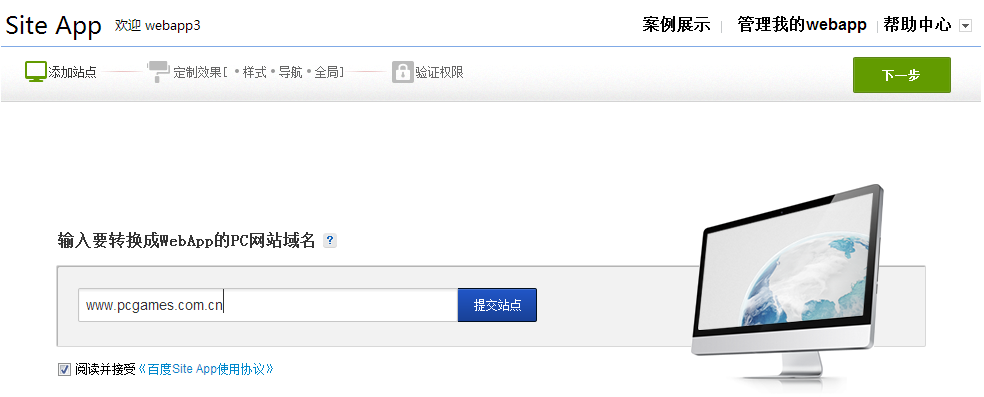 Site App 欢迎 webapp3 案例展示 | 管理我的webapp | 帮助中心
添加站点 定制效果[ •样式•导航•全局] 验证权限 下一步
输入要转换成WebApp的PC网站域名 ?
www.pcgames.com.cn 提交站点
阅读并接受《百度Site App使用协议》